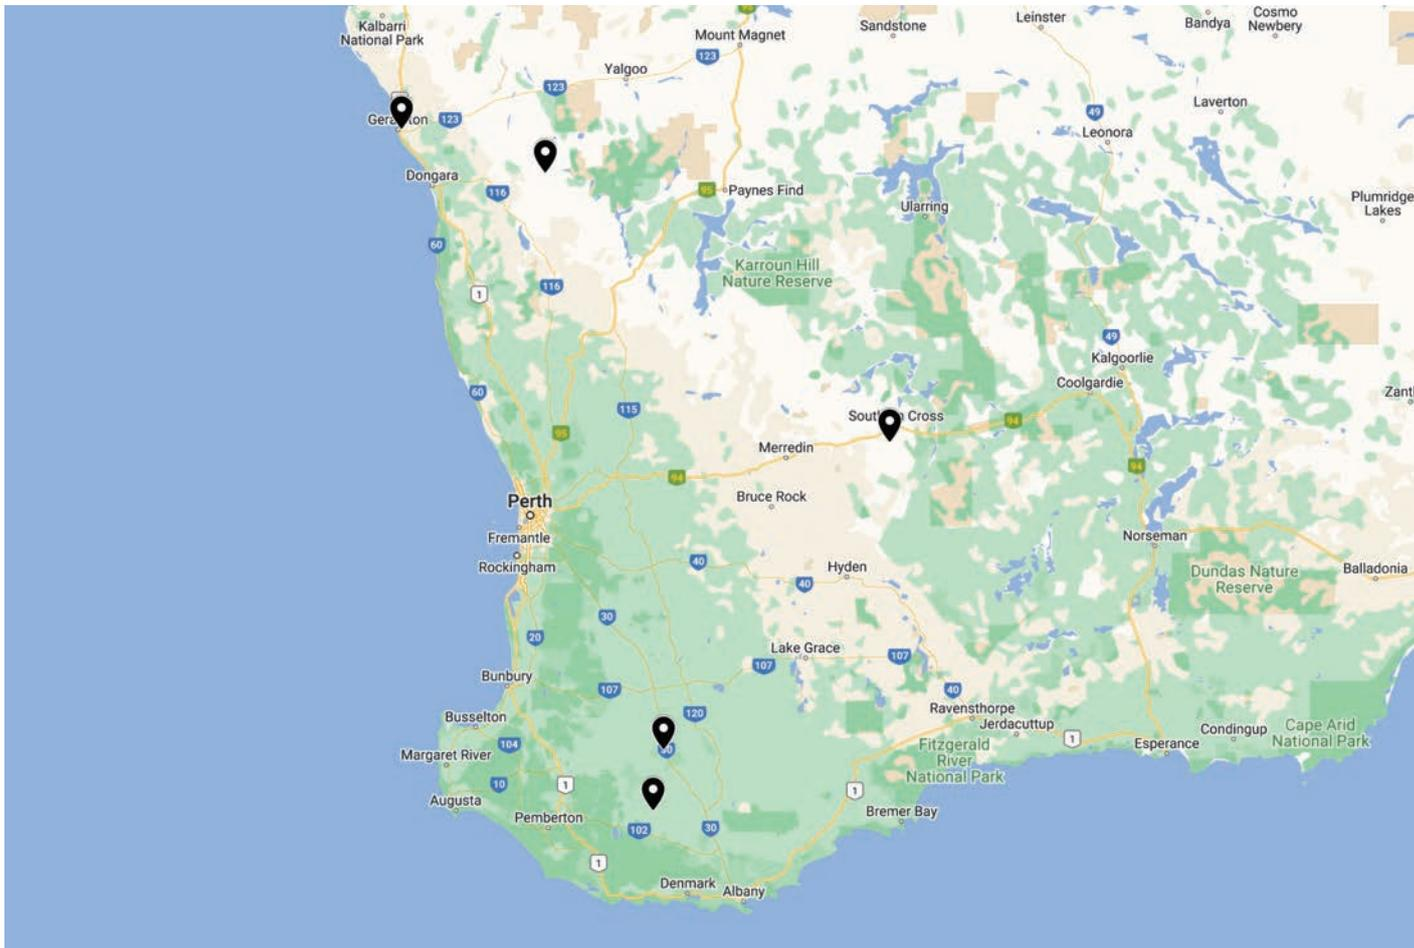 Kalbarri
National Park
Mount Magnet
95
Sandstone
Leinster
Bandya
Cosmo
Newbery
123
Yalgoo
123
Laverton
49
Leonora
123
Dongara
116
95
Paynes Find
Ularring
Plumridge
Lakes
60
Karroun Hill
Nature Reserve
116
1
49
Kalgoorlie
Coolgardie
60
115
95
94
Merredin
94
94
Bruce Rock
Perth
Fremantle
Rockingham
Norseman
40
Hyden
40
Dundas Nature
Reserve
Balladonia
30
20
Lake Grace
107
107
Bunbury
107
40
Busselton
120
Ravensthorpe
Jerdacuttup
104
1
Condingup
Cape Arid
National Park
Esperance
Margaret River
Fitzgerald
River
National Park
10
1
1
Augusta
Pemberton
102
30
Bremer Bay
1
Denmark
Albany